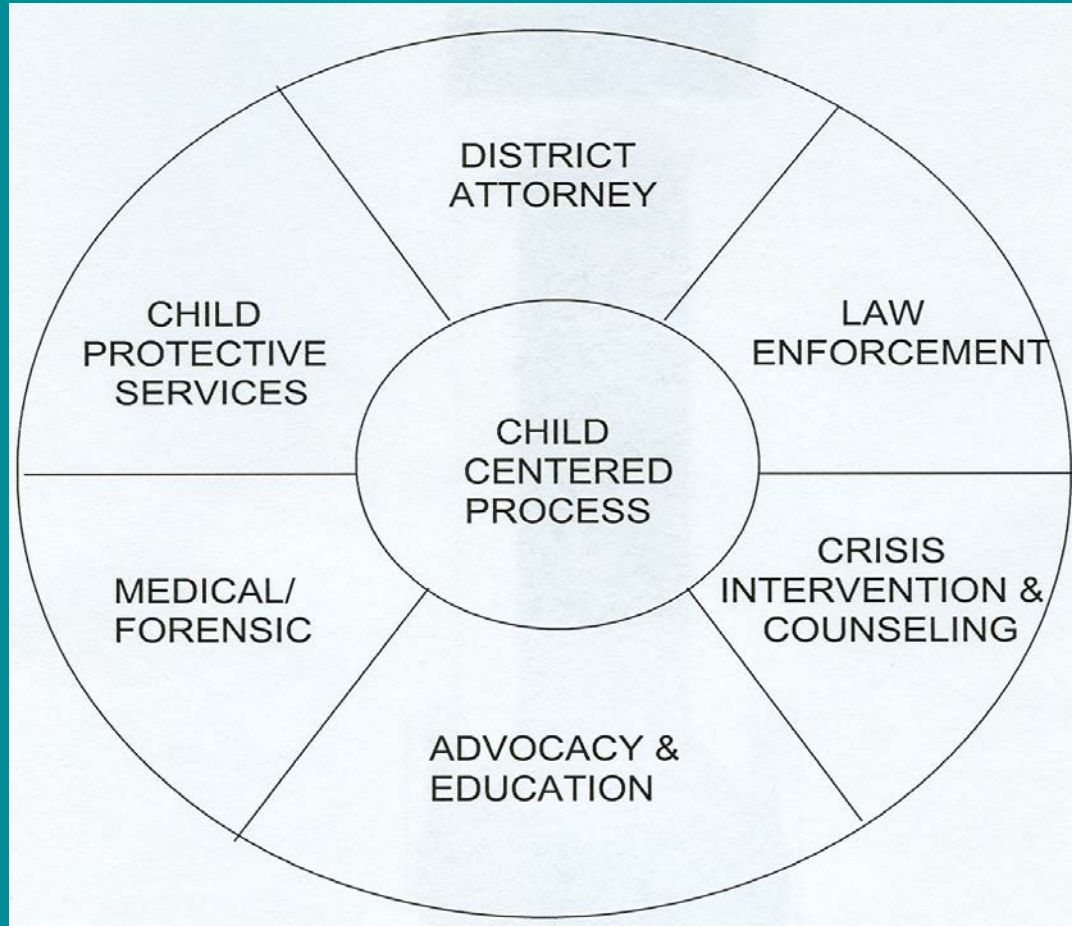 DISTRICT
ATTORNEY
LAW
ENFORCEMENT
CRISIS
INTERVENTION &
COUNSELING
ADVOCACY &
EDUCATION
MEDICAL/
FORENSIC
CHILD
PROTECTIVE
SERVICES
CHILD
CENTERED
PROCESS